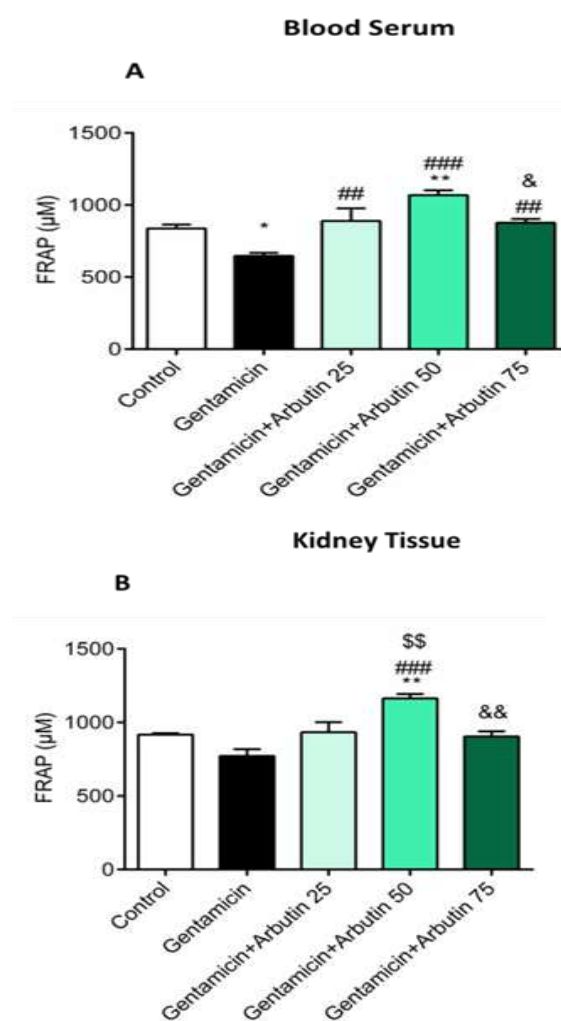 Blood Serum
A
FRAP (µM)
1500
1000
500
0
*
##
###
**
&
##
Control
Gentamicin
Gentamicin+Arbutin 25
Gentamicin+Arbutin 50
Gentamicin+Arbutin 75
Kidney Tissue
B
FRAP (µM)
1500
1000
500
0
$$
###
**
&&
Control
Gentamicin
Gentamicin+Arbutin 25
Gentamicin+Arbutin 50
Gentamicin+Arbutin 75